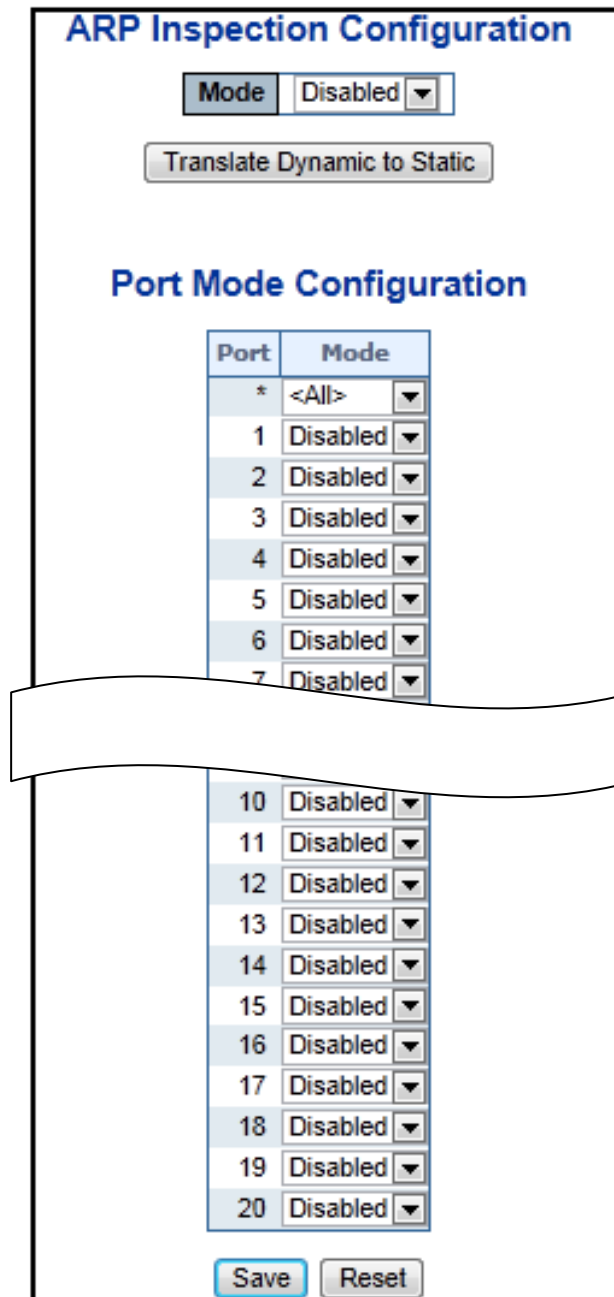 ARP Inspection Configuration
Mode Disabled
Translate Dynamic to Static
Port Mode Configuration
Port Mode
* <All>
1 Disabled
2 Disabled
3 Disabled
4 Disabled
5 Disabled
6 Disabled
7 Disabled
10 Disabled
11 Disabled
12 Disabled
13 Disabled
14 Disabled
15 Disabled
16 Disabled
17 Disabled
18 Disabled
19 Disabled
20 Disabled
Save Reset